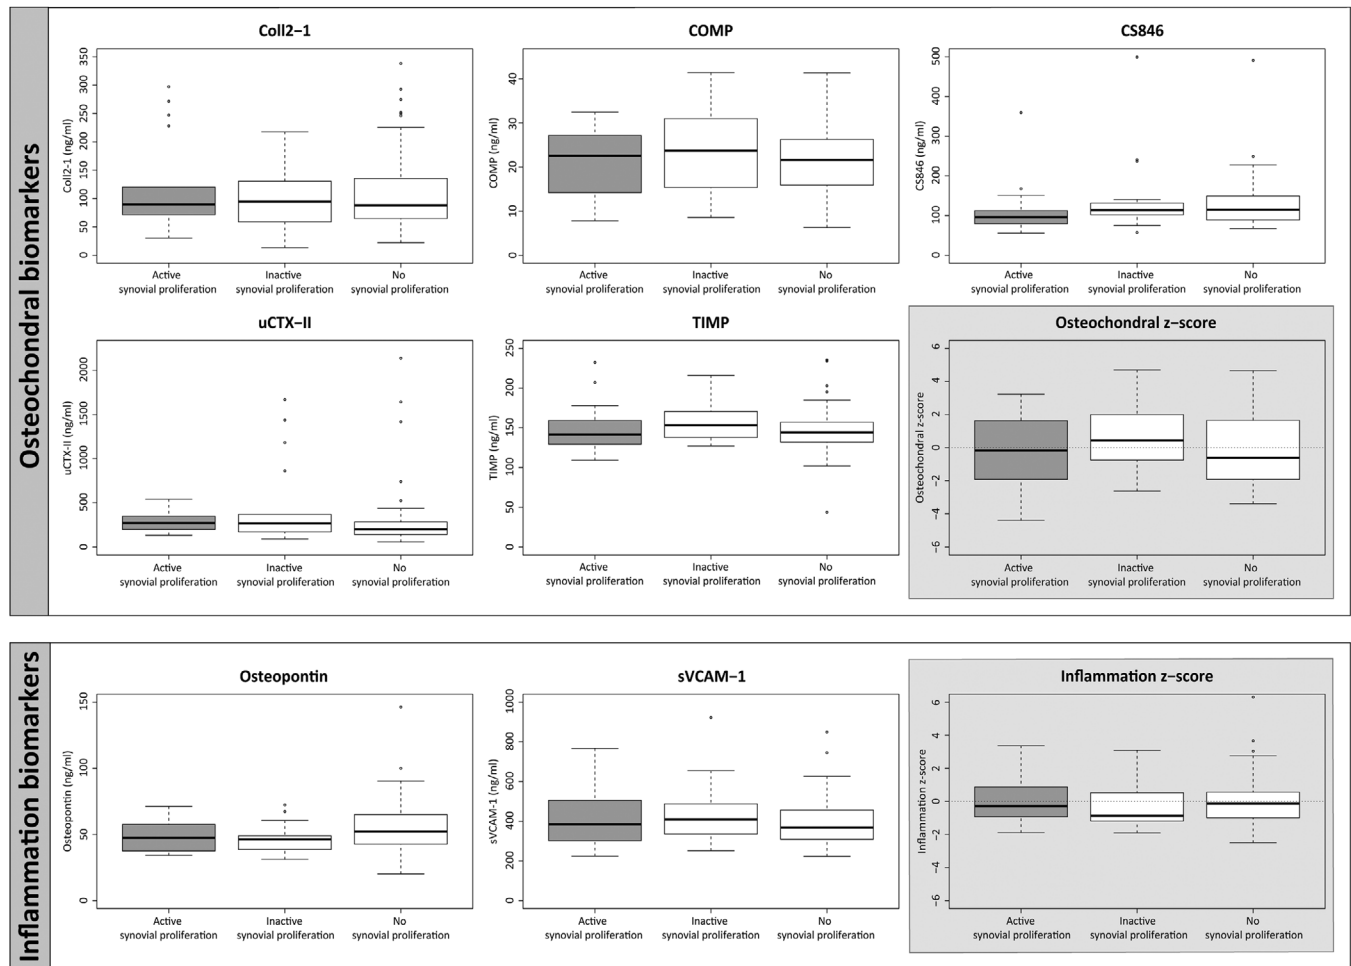 Osteochondral biomarkers
Coll2−1
Coll2-1 (ng/ml)
0 50 100 150 200 250 300 350
Active
synovial proliferation
Inactive
synovial proliferation
No
synovial proliferation
COMP
COMP (ng/ml)
0 10 20 30 40
Active
synovial proliferation
Inactive
synovial proliferation
No
synovial proliferation
CS846
CS846 (ng/ml)
0 100 200 300 400 500
Active
synovial proliferation
Inactive
synovial proliferation
No
synovial proliferation
uCTX−II
uCTX-II (ng/ml)
0 500 1000 1500 2000
Active
synovial proliferation
Inactive
synovial proliferation
No
synovial proliferation
TIMP
TIMP (ng/ml)
0 50 100 150 200 250
Active
synovial proliferation
Inactive
synovial proliferation
No
synovial proliferation
Osteochondral z−score
Osteochondral z-score
−6 −4 −2 0 2 4 6
Active
synovial proliferation
Inactive
synovial proliferation
No
synovial proliferation
Inflammation biomarkers
Osteopontin
Osteopontin (ng/ml)
0 50 100 150
Active
synovial proliferation
Inactive
synovial proliferation
No
synovial proliferation
sVCAM−1
sVCAM-1 (ng/ml)
0 200 400 600 800 1000
Active
synovial proliferation
Inactive
synovial proliferation
No
synovial proliferation
Inflammation z−score
Inflammation z-score
−6 −4 −2 0 2 4 6
Active
synovial proliferation
Inactive
synovial proliferation
No
synovial proliferation